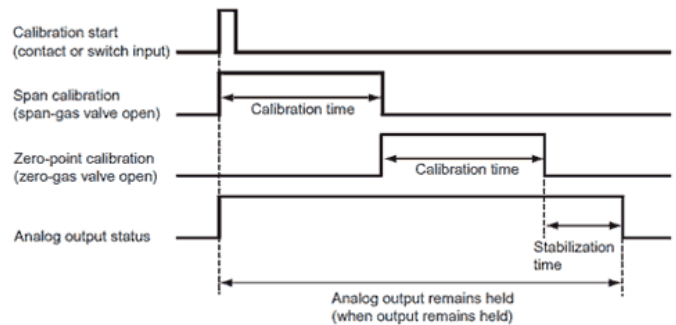 Calibration start
(contact or switch input)
Span calibration
(span-gas valve open)
Calibration time
Zero-point calibration
(zero-gas valve open)
Calibration time
Analog output status
Stabilization
time
Analog output remains held
(when output remains held)